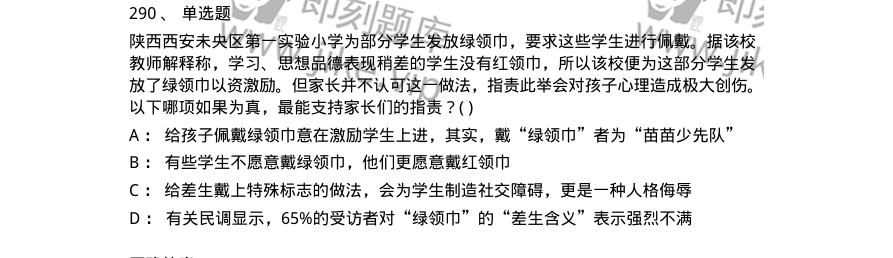 290 、 单选题
陕西西安未央区第一实验小学为部分学生发放绿领巾，要求这些学生进行佩戴。据该校
教师解释称，学习、思想品德表现稍差的学生没有红领巾，所以该校便为这部分学生发
放了绿领巾以资激励。但家长并不认可这一做法，指责此举会对孩子心理造成极大创伤。
以下哪项如果为真，最能支持家长们的指责？( )
A ： 给孩子佩戴绿领巾意在激励学生上进，其实，戴“绿领巾”者为“苗苗少先队”
B ： 有些学生不愿意戴绿领巾，他们更愿意戴红领巾
C ： 给差生戴上特殊标志的做法，会为学生制造社交障碍，更是一种人格侮辱
D ： 有关民调显示，65%的受访者对“绿领巾”的“差生含义”表示强烈不满
即刻题库
www.jike.vip